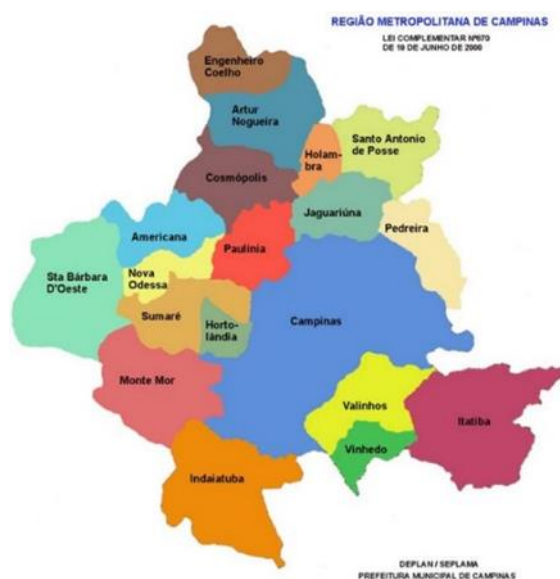 REGIÃO METROPOLITANA DE CAMPINAS
LEI COMPLEMENTAR Nº870
DE 19 DE JUNHO DE 2000
Engenheiro
Coelho
Artur
Nogueira
Santo Antonio
de Posse
Holam-
bra
Cosmópolis
Jaguariúna
Pedreira
Americana
Paulínia
Sta Bárbara
D'Oeste
Nova
Odessa
Sumaré
Horto-
lândia
Campinas
Monte Mor
Valinhos
Itatiba
Vinhedo
Indaiatuba
DEPLAN / SEPLAMA
PREFEITURA MUNICIPAL DE CAMPINAS